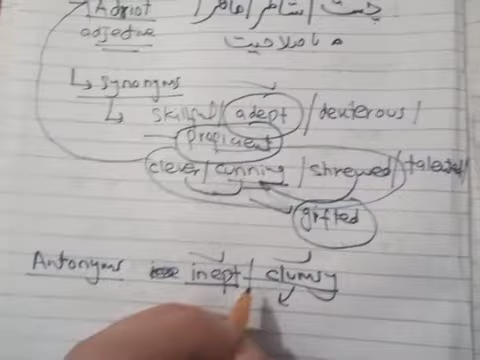 Adriot چست / شاطر / ماہر /
adjective با صلاحیت
↳ Synonyms
↳ Skillful / adept / dexterous /
proficient
clever / cunning / shrewed / talented/
gifted
Antonyms inept / clumsy